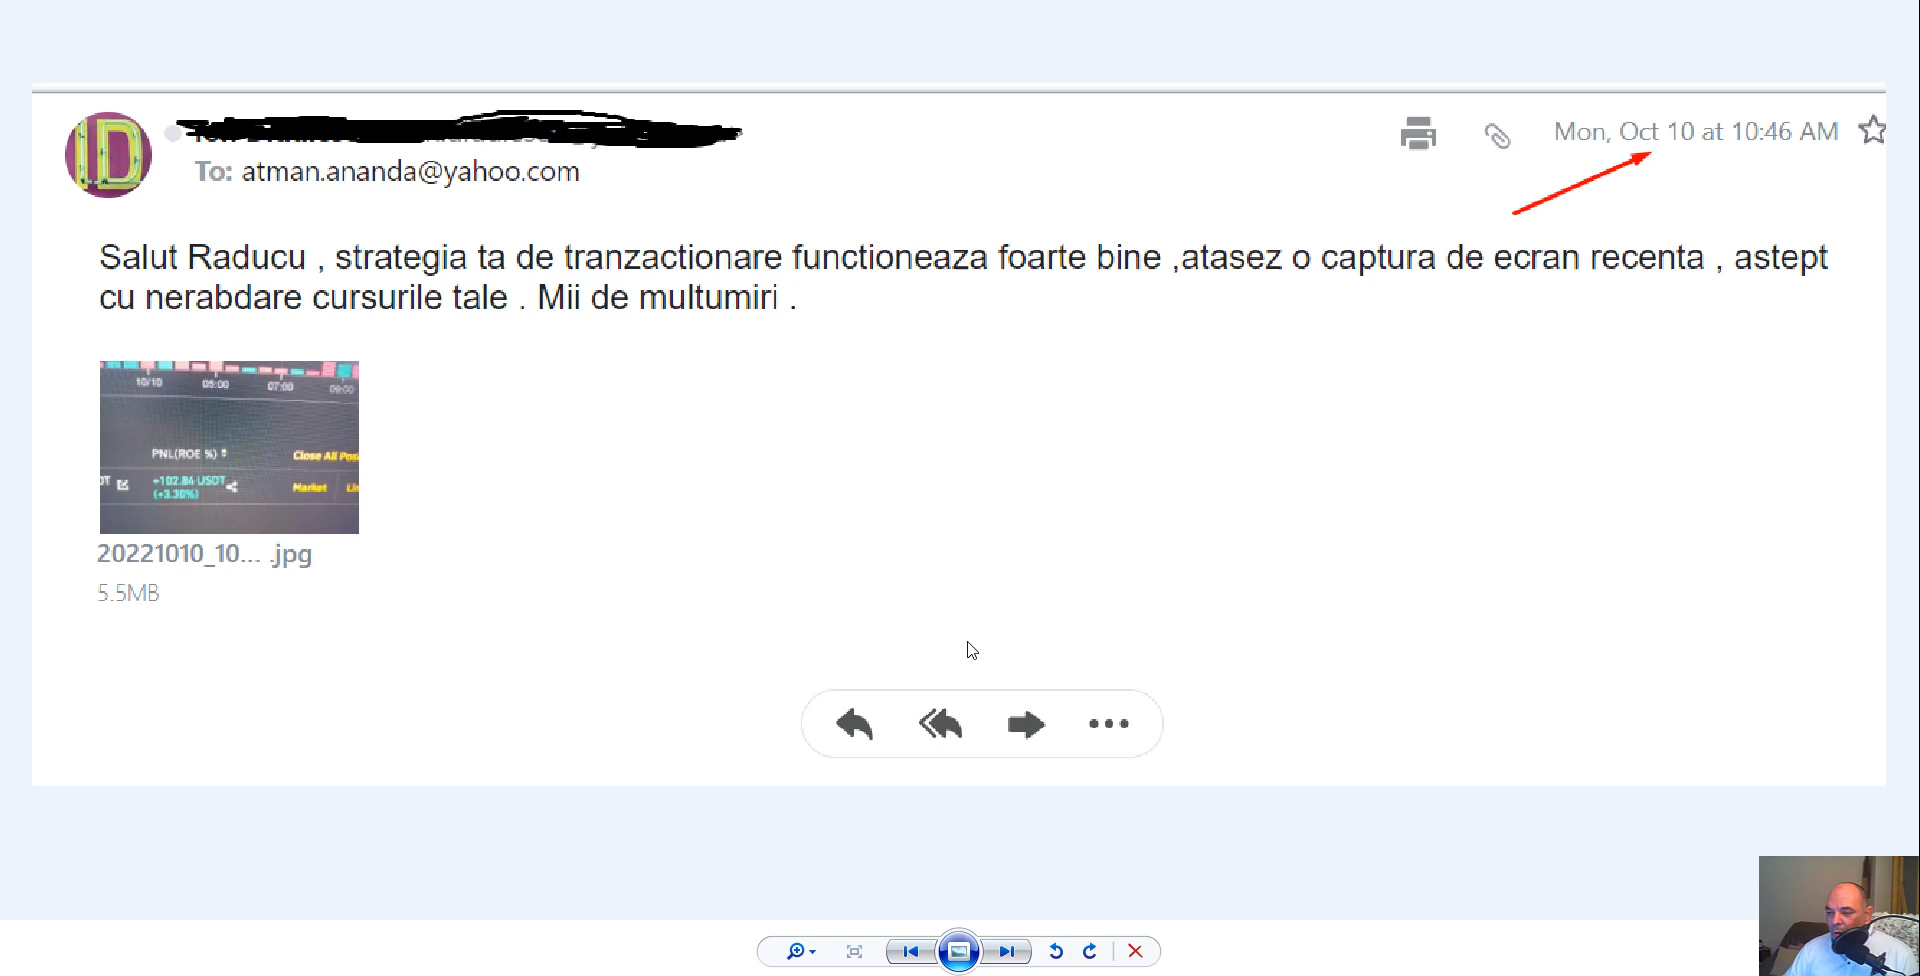 ID
Mon, Oct 10 at 10:46 AM
To: atman.ananda@yahoo.com
Salut Raducu , strategia ta de tranzactionare functioneaza foarte bine ,atasez o captura de ecran recenta , astept
cu nerabdare cursurile tale . Mii de multumiri .
10/10 05:00 07:00 09:00
PNL(ROE %) Close All
+102.84 USDT
(+3.30%) Market
20221010_10... .jpg
5.5MB